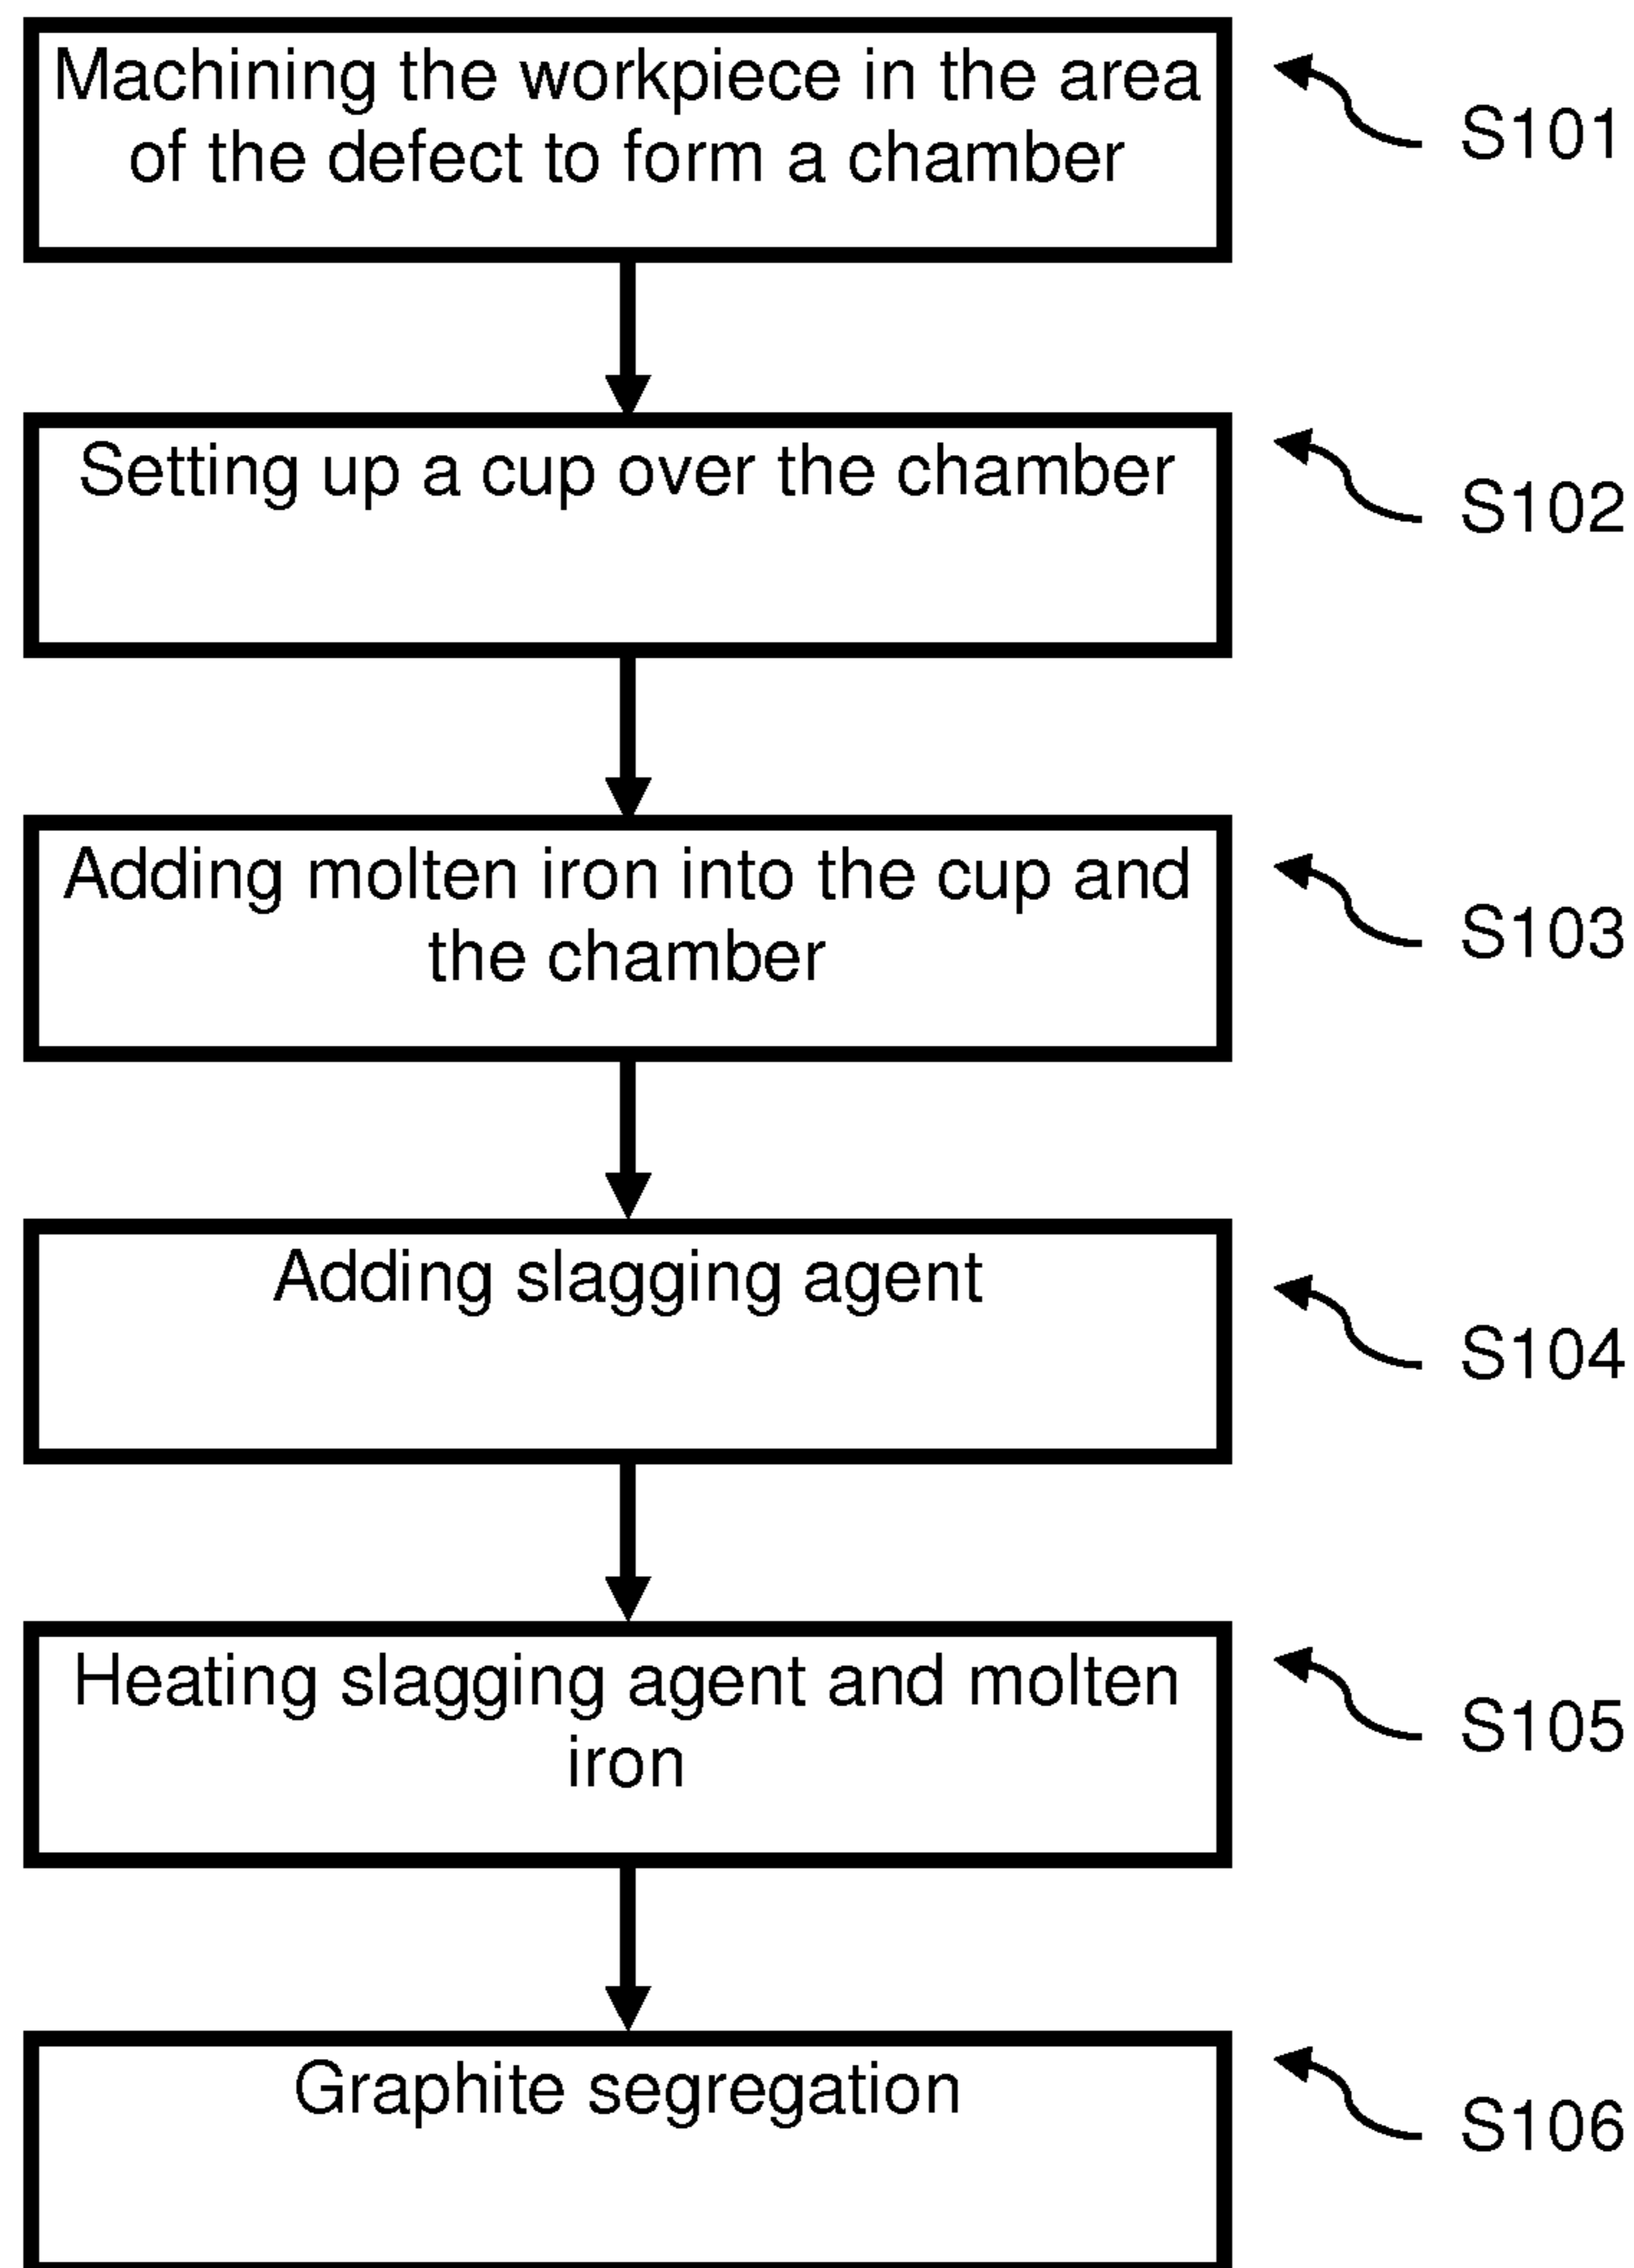 Machining the workpiece in the area
of the defect to form a chamber
S101
Setting up a cup over the chamber
S102
Adding molten iron into the cup and
the chamber
S103
Adding slagging agent
S104
Heating slagging agent and molten
iron
S105
Graphite segregation
S106